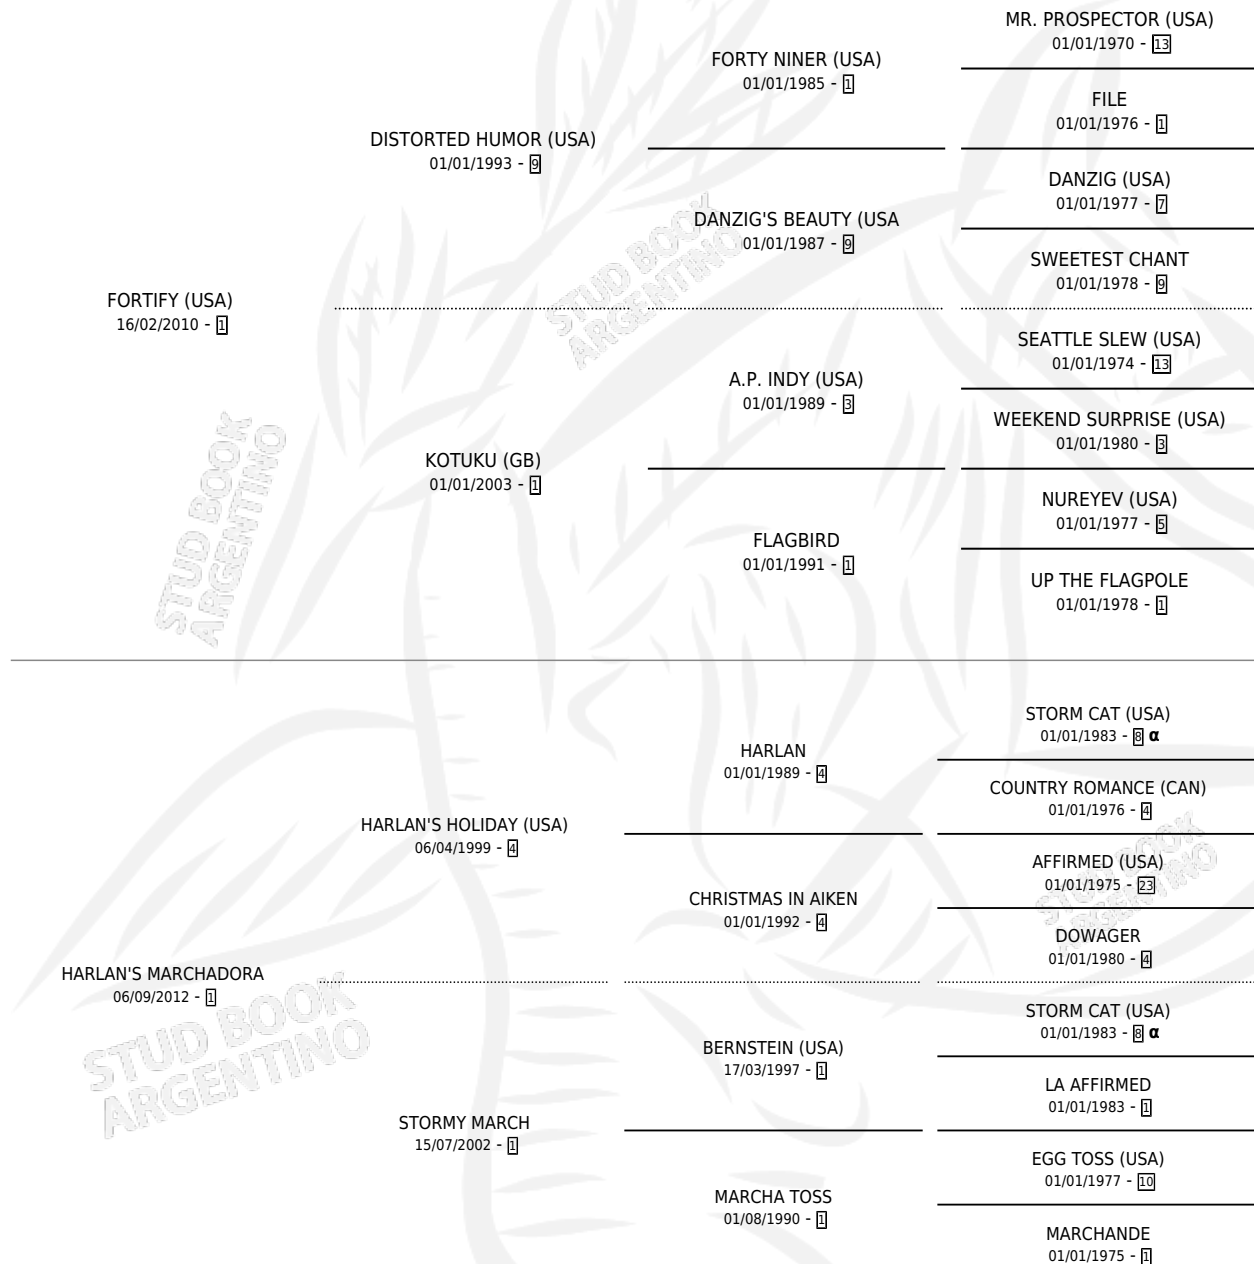 MR. PROSPECTOR (USA)
01/01/1970 - 13
FORTY NINER (USA)
01/01/1985 - 1
FILE
01/01/1976 - 1
DISTORTED HUMOR (USA)
01/01/1993 - 9
DANZIG (USA)
01/01/1977 - 7
DANZIG'S BEAUTY (USA
01/01/1987 - 9
SWEETEST CHANT
01/01/1978 - 9
FORTIFY (USA)
16/02/2010 - 1
STUD BOOK
ARGENTINO
SEATTLE SLEW (USA)
01/01/1974 - 13
A.P. INDY (USA)
01/01/1989 - 3
WEEKEND SURPRISE (USA)
01/01/1980 - 3
KOTUKU (GB)
01/01/2003 - 1
STUD BOOK
ARGENTINO
NUREYEV (USA)
01/01/1977 - 5
FLAGBIRD
01/01/1991 - 1
UP THE FLAGPOLE
01/01/1978 - 1
STORM CAT (USA)
01/01/1983 - 8 α
HARLAN
01/01/1989 - 4
COUNTRY ROMANCE (CAN)
01/01/1976 - 4
HARLAN'S HOLIDAY (USA)
06/04/1999 - 4
STUD BOOK
ARGENTINO
AFFIRMED (USA)
01/01/1975 - 23
CHRISTMAS IN AIKEN
01/01/1992 - 4
DOWAGER
01/01/1980 - 4
HARLAN'S MARCHADORA
06/09/2012 - 1
STUD BOOK
ARGENTINO
STORM CAT (USA)
01/01/1983 - 8 α
BERNSTEIN (USA)
17/03/1997 - 1
LA AFFIRMED
01/01/1983 - 1
STORMY MARCH
15/07/2002 - 1
EGG TOSS (USA)
01/01/1977 - 10
MARCHA TOSS
01/08/1990 - 1
MARCHANDE
01/01/1975 - 1